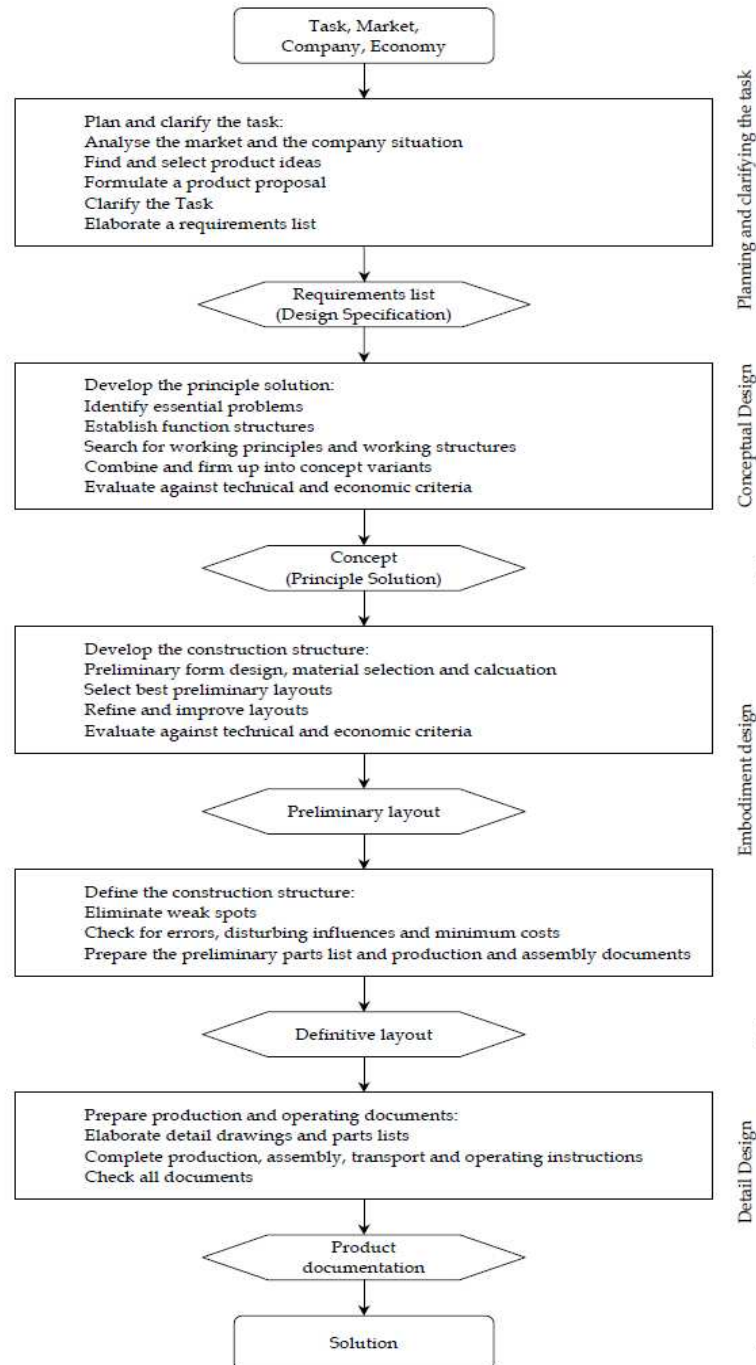 Task, Market,
Company, Economy
Plan and clarify the task:
Analyse the market and the company situation
Find and select product ideas
Formulate a product proposal
Clarify the Task
Elaborate a requirements list
Planning and clarifying the task
Requirements list
(Design Specification)
Develop the principle solution:
Identify essential problems
Establish function structures
Search for working principles and working structures
Combine and firm up into concept variants
Evaluate against technical and economic criteria
Conceptual Design
Concept
(Principle Solution)
Develop the construction structure:
Preliminary form design, material selection and calcuation
Select best preliminary layouts
Refine and improve layouts
Evaluate against technical and economic criteria
Embodiment design
Preliminary layout
Define the construction structure:
Eliminate weak spots
Check for errors, disturbing influences and minimum costs
Prepare the preliminary parts list and production and assembly documents
Definitive layout
Prepare production and operating documents:
Elaborate detail drawings and parts lists
Complete production, assembly, transport and operating instructions
Check all documents
Detail Design
Product
documentation
Solution